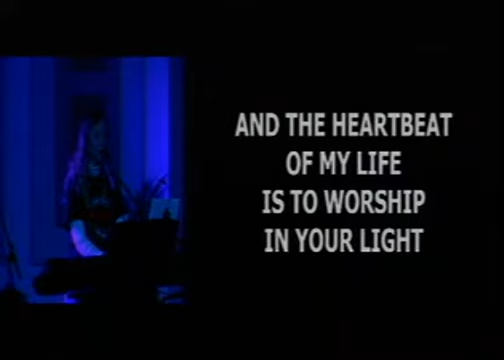 AND THE HEARTBEAT
OF MY LIFE
IS TO WORSHIP
IN YOUR LIGHT